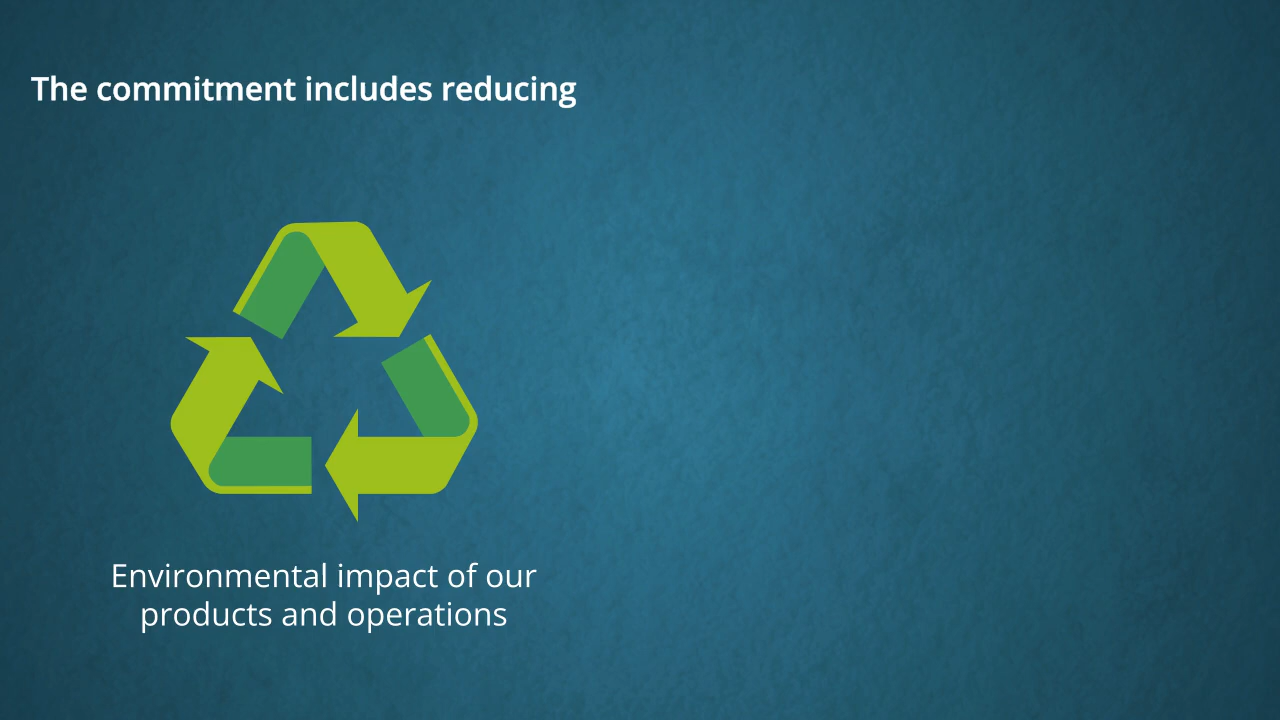 The commitment includes reducing
Environmental impact of our
products and operations